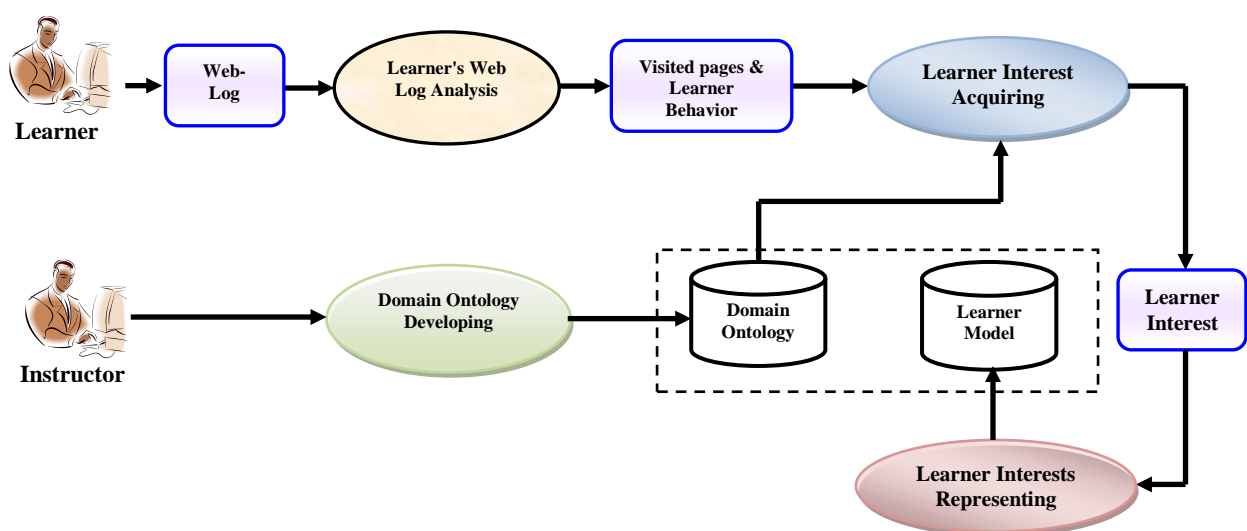 Web-
Log
Learner's Web
Log Analysis
Visited pages &
Learner
Behavior
Learner Interest
Acquiring
Learner
Domain Ontology
Developing
Domain
Ontology
Learner
Model
Learner
Interest
Instructor
Learner Interests
Representing